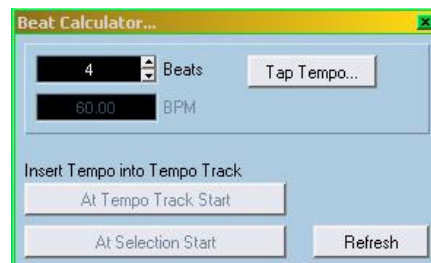 Beat Calculator...
4 Beats Tap Tempo...
60.00 BPM
Insert Tempo into Tempo Track
At Tempo Track Start
At Selection Start Refresh